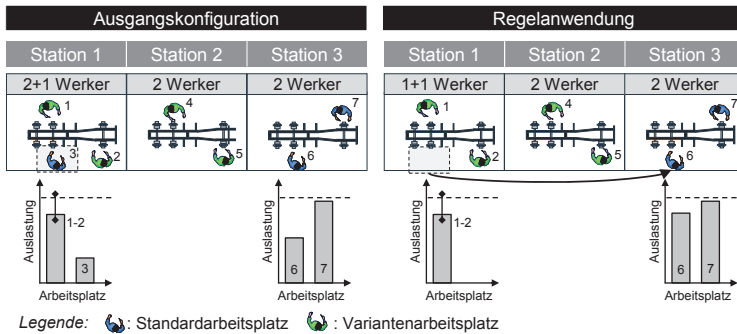 Ausgangskonfiguration
Regelanwendung
Station 1 Station 2 Station 3
Station 1 Station 2 Station 3
2+1 Werker 2 Werker 2 Werker
1+1 Werker 2 Werker 2 Werker
1 4 7
3 2 5 6
1 4 7
2 5 6
Auslastung
1-2
3
Arbeitsplatz
Auslastung
6 7
Arbeitsplatz
Auslastung
1-2
Arbeitsplatz
Auslastung
6 7
Arbeitsplatz
Legende: : Standardarbeitsplatz : Variantenarbeitsplatz